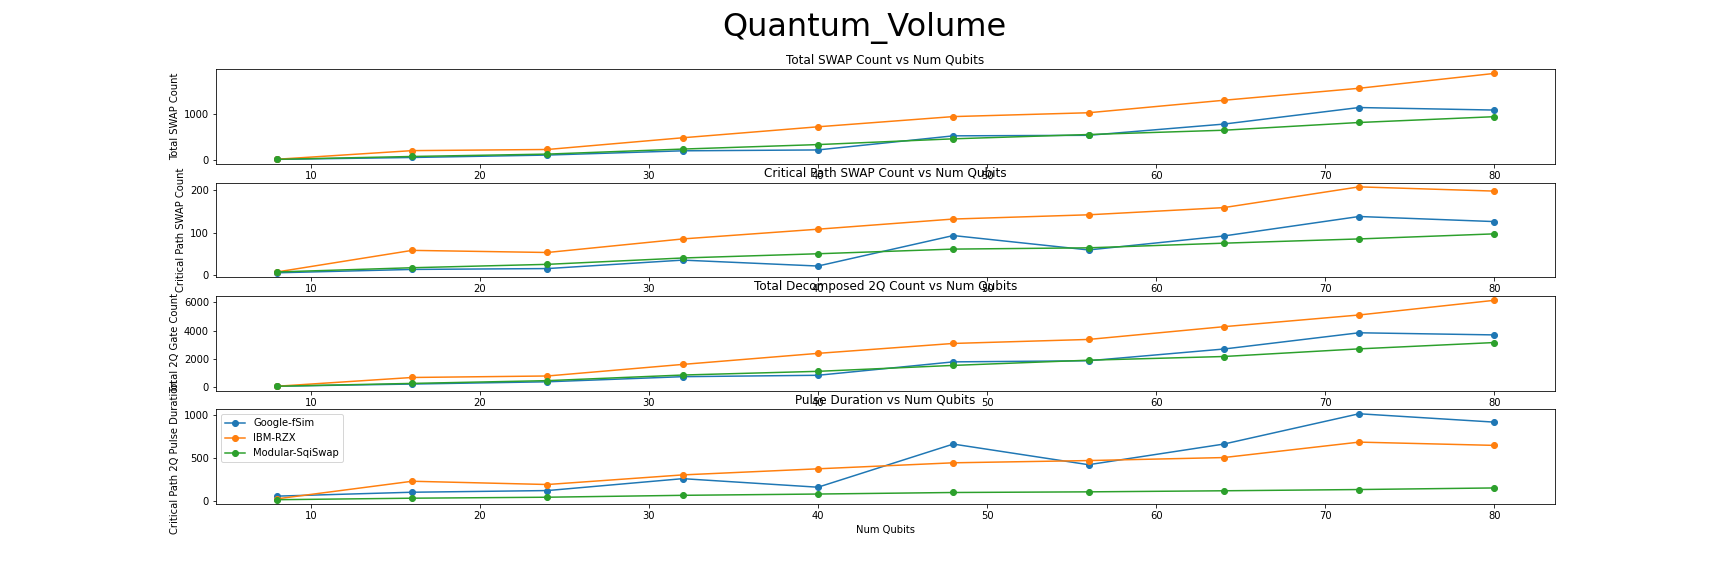 Quantum_Volume
Total SWAP Count vs Num Qubits
Total SWAP Count
1000
0
10 20 30 40 50 60 70 80
Critical Path SWAP Count vs Num Qubits
Critical Path SWAP Count
200
100
0
10 20 30 40 50 60 70 80
Total Decomposed 2Q Count vs Num Qubits
Total 2Q Gate Count
6000
4000
2000
0
10 20 30 40 50 60 70 80
Pulse Duration vs Num Qubits
Critical Path 2Q Pulse Duration
1000
500
0
Google-fSim
IBM-RZX
Modular-SqiSwap
10 20 30 40 50 60 70 80
Num Qubits